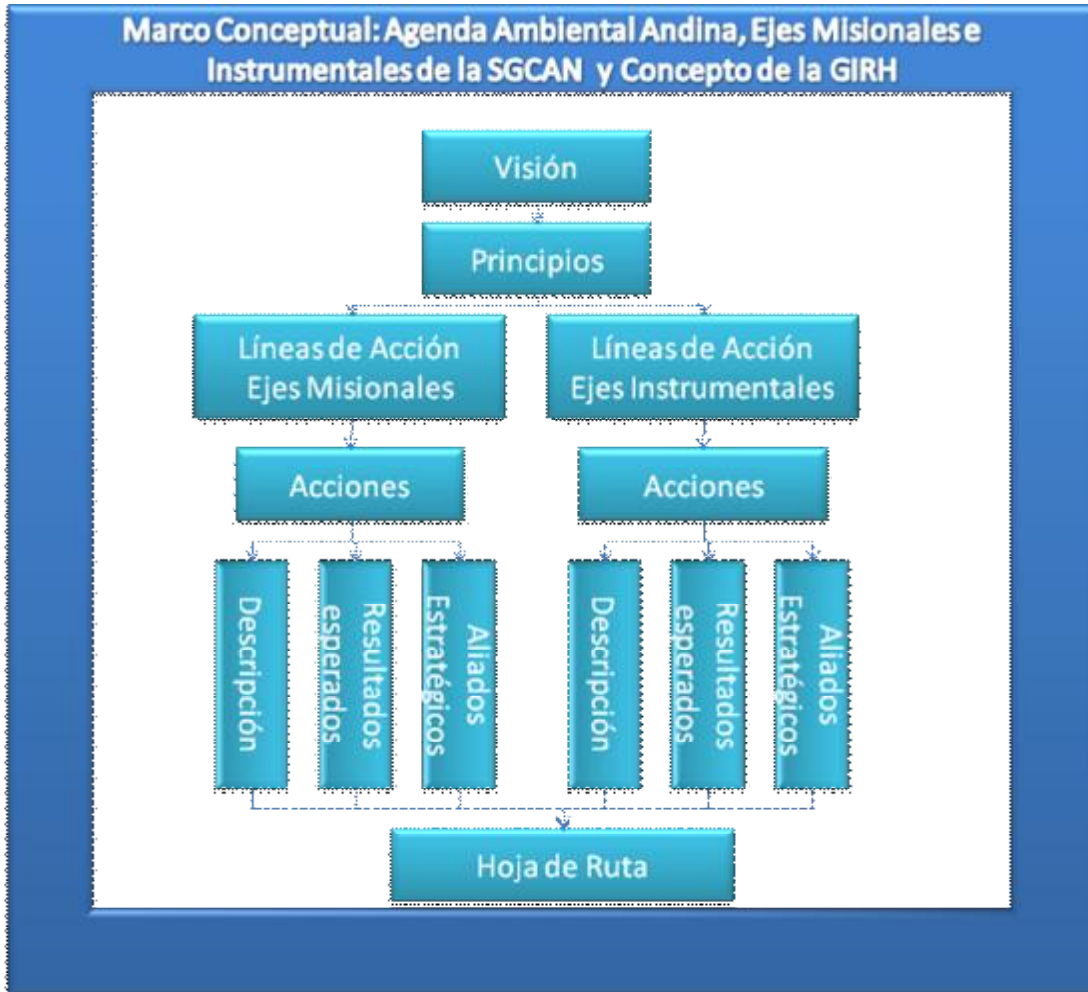 Marco Conceptual: Agenda Ambiental Andina, Ejes Misionales e
Instrumentales de la SGCAN y Concepto de la GIRH
Visión
Principios
Líneas de Acción
Ejes Misionales
Líneas de Acción
Ejes Instrumentales
Acciones
Acciones
Descripción
Resultados
esperados
Aliados
Estratégicos
Descripción
Resultados
esperados
Aliados
Estratégicos
Hoja de Ruta